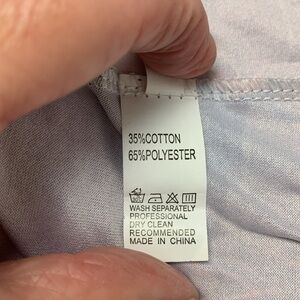 35%COTTON
65%POLYESTER
WASH SEPARATELY
PROFESSIONAL
DRY CLEAN
RECOMMENDED
MADE IN CHINA